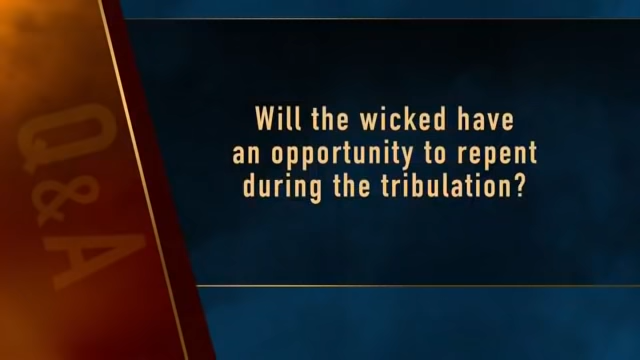 Q&A
Will the wicked have
an opportunity to repent
during the tribulation?